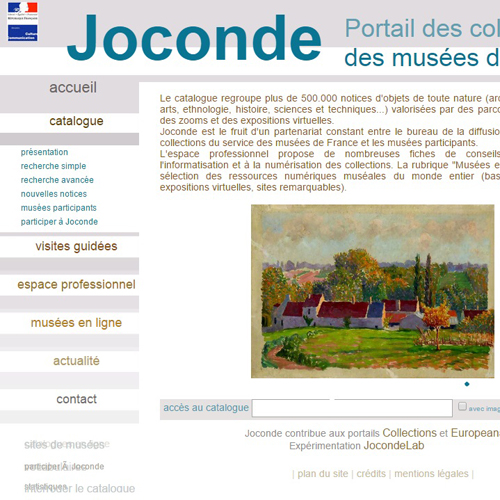 Joconde
Portail des col
des musées d
accueil
catalogue
présentation
recherche simple
recherche avancée
nouvelles notices
musées participants
participer à Joconde
visites guidées
espace professionnel
musées en ligne
actualité
contact
sites de musées
participer Ã Joconde
statistiques
interroger le catalogue
Le catalogue regroupe plus de 500.000 notices d'objets de toute nature (arc
arts, ethnologie, histoire, sciences et techniques...) valorisées par des parco
des zooms et des expositions virtuelles.
Joconde est le fruit d'un partenariat constant entre le bureau de la diffusio
collections du service des musées de France et les musées participants.
L'espace professionnel propose de nombreuses fiches de conseils
l'informatisation et à la numérisation des collections. La rubrique "Musées e
sélection des ressources numériques muséales du monde entier (bas
expositions virtuelles, sites remarquables).
accès au catalogue
avec imag
Joconde contribue aux portails Collections et European
Expérimentation JocondeLab
| plan du site | crédits | mentions légales |